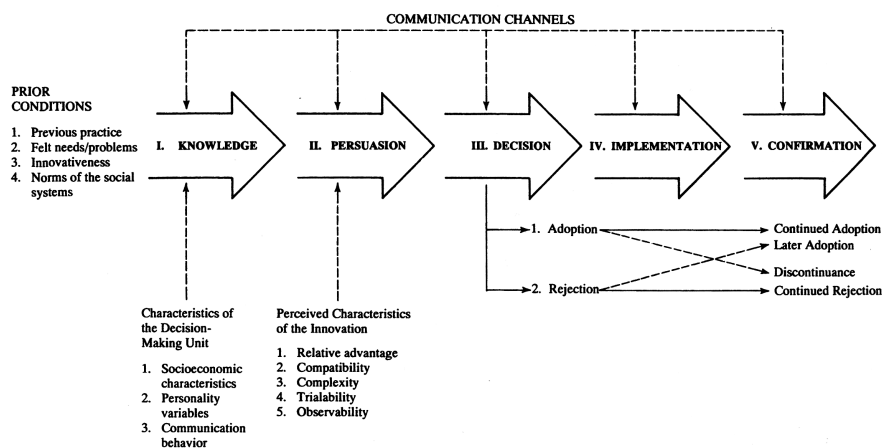 COMMUNICATION CHANNELS
PRIOR
CONDITIONS
1. Previous practice
2. Felt needs/problems
3. Innovativeness
4. Norms of the social
systems
I. KNOWLEDGE
II. PERSUASION
III. DECISION
IV. IMPLEMENTATION
V. CONFIRMATION
1. Adoption
2. Rejection
Continued Adoption
Later Adoption
Discontinuance
Continued Rejection
Characteristics of
the Decision-
Making Unit
1. Socioeconomic
characteristics
2. Personality
variables
3. Communication
behavior
Perceived Characteristics
of the Innovation
1. Relative advantage
2. Compatibility
3. Complexity
4. Trialability
5. Observability